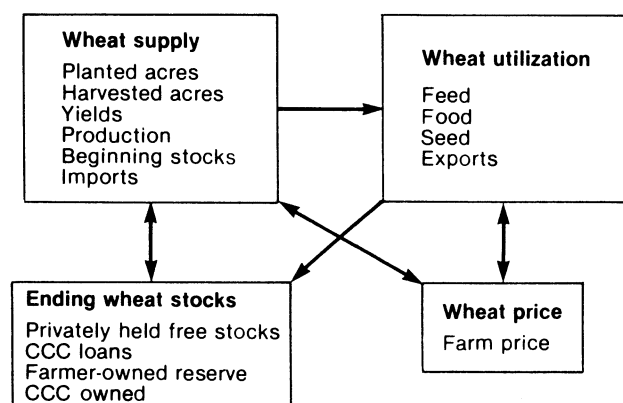 Wheat supply
Planted acres
Harvested acres
Yields
Production
Beginning stocks
Imports
Wheat utilization
Feed
Food
Seed
Exports
Ending wheat stocks
Privately held free stocks
CCC loans
Farmer-owned reserve
CCC owned
Wheat price
Farm price